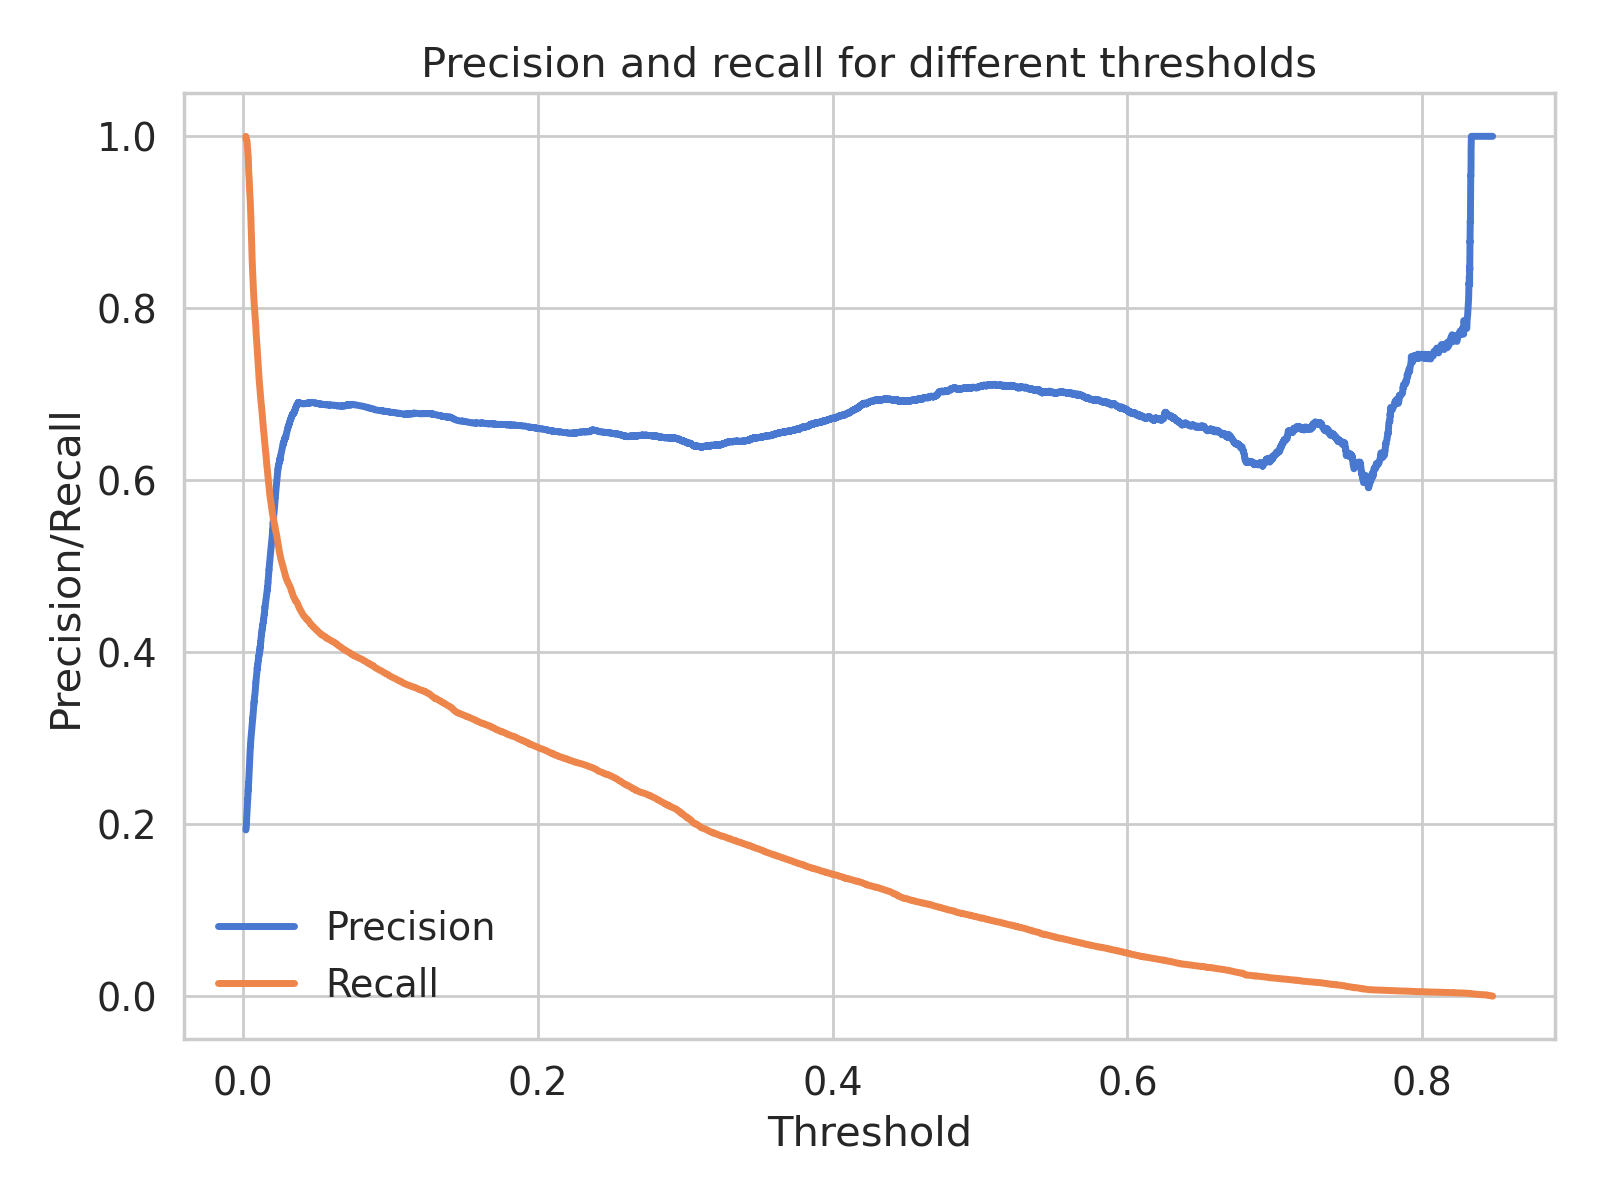 Precision and recall for different thresholds
1.0
0.8
0.6
0.4
0.2
0.0
Precision/Recall
Precision
Recall
0.0 0.2 0.4 0.6 0.8
Threshold